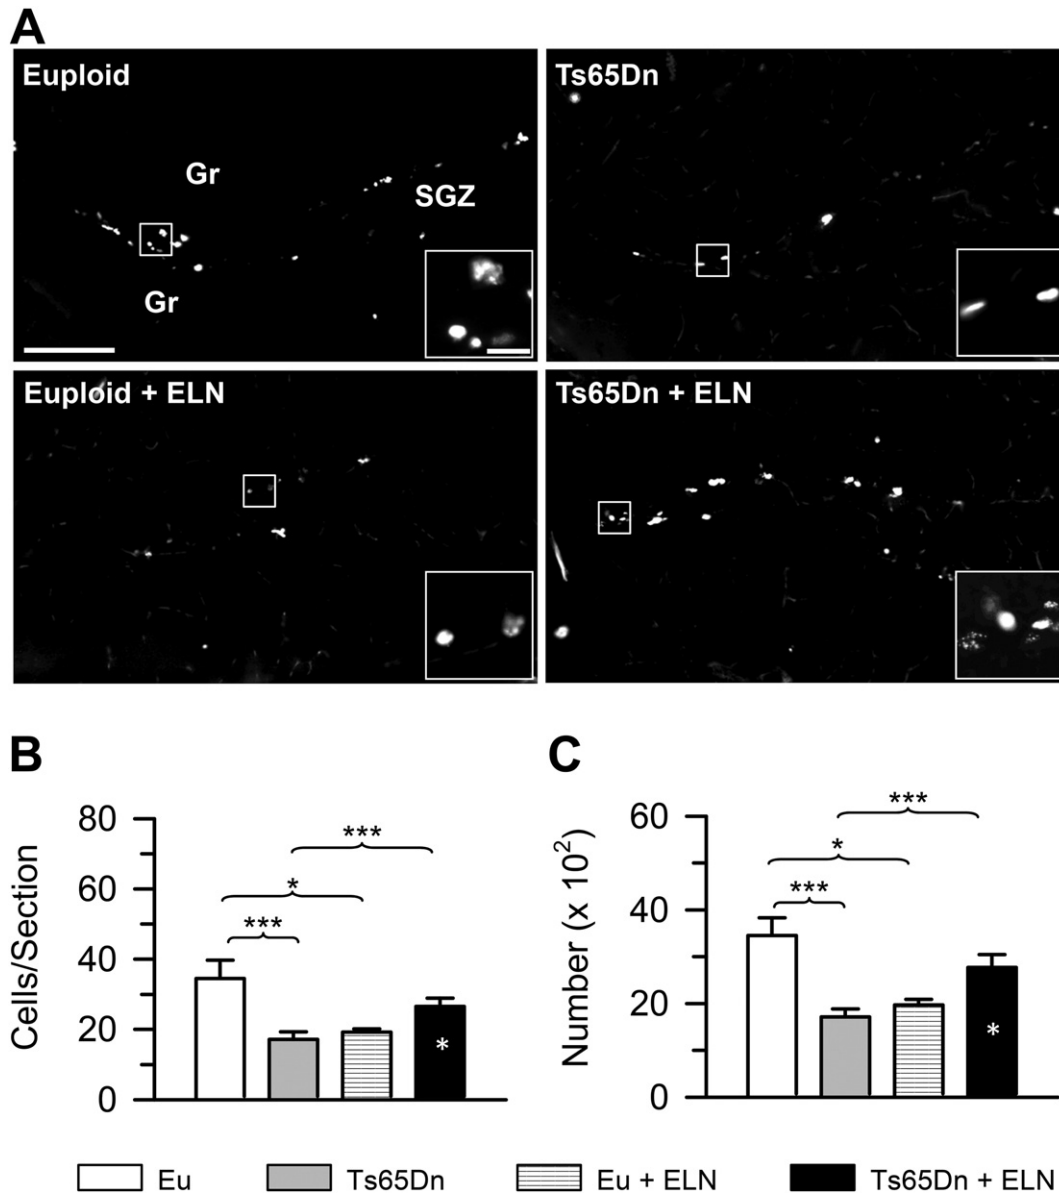 A
Euploid
Gr
SGZ
Gr
Ts65Dn
Euploid + ELN
Ts65Dn + ELN
B
Cells/Section
80
60
40
20
0
***
*
***
*
C
Number (x 10²)
60
40
20
0
***
*
***
*
Eu
Ts65Dn
Eu + ELN
Ts65Dn + ELN